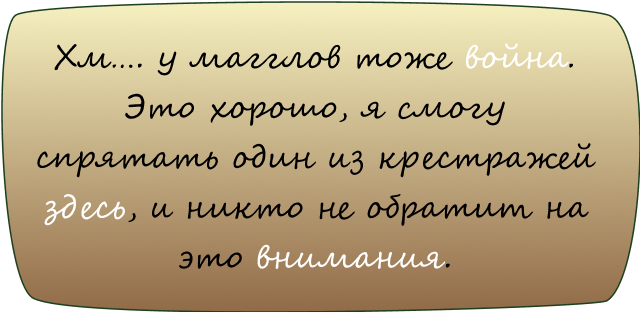 Хм.... у магглов тоже война.
Это хорошо, я смогу
спрятать один из крестражей
здесь, и никто не обратит на
это внимания.